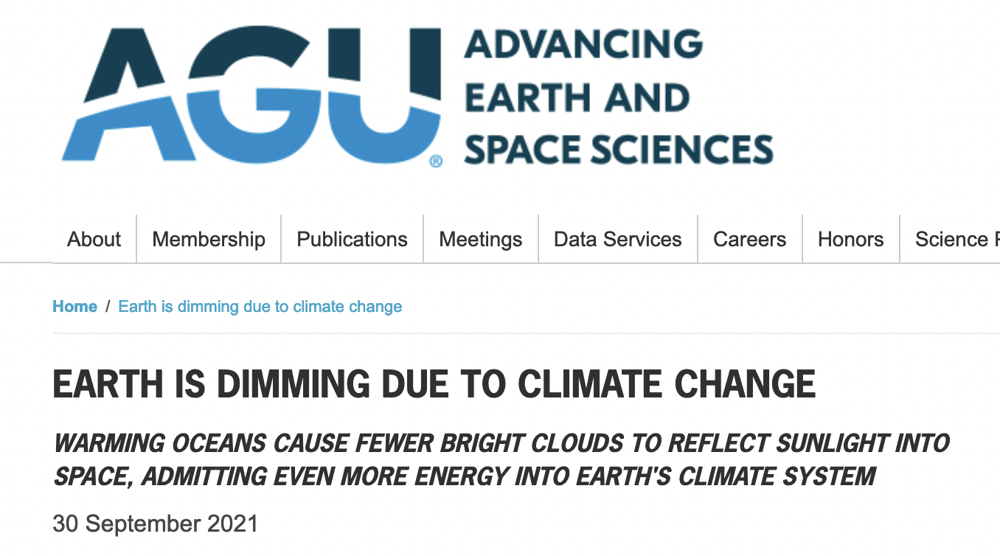 AGU®
ADVANCING
EARTH AND
SPACE SCIENCES
About
Membership
Publications
Meetings
Data Services
Careers
Honors
Science
Home / Earth is dimming due to climate change
EARTH IS DIMMING DUE TO CLIMATE CHANGE
WARMING OCEANS CAUSE FEWER BRIGHT CLOUDS TO REFLECT SUNLIGHT INTO
SPACE, ADMITTING EVEN MORE ENERGY INTO EARTH'S CLIMATE SYSTEM
30 September 2021